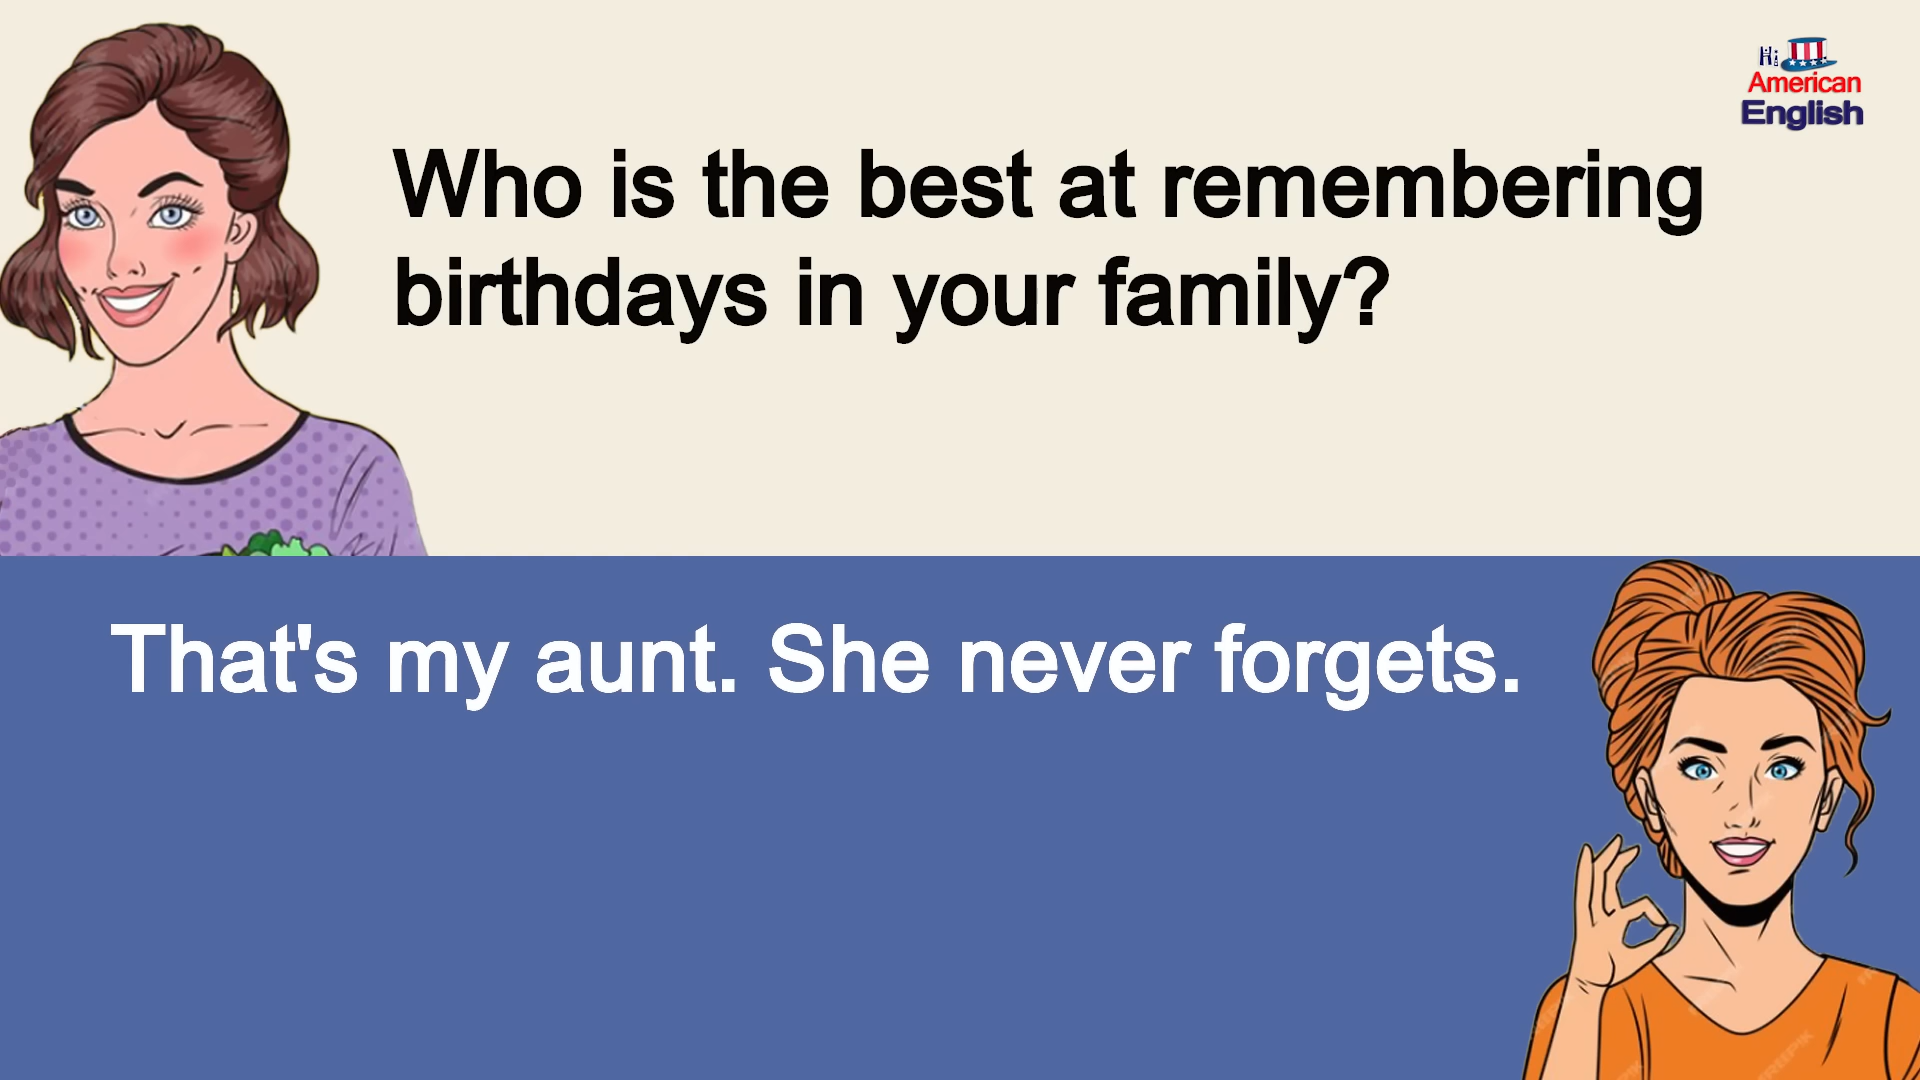 Hi
American
English
Who is the best at remembering
birthdays in your family?
That's my aunt. She never forgets.